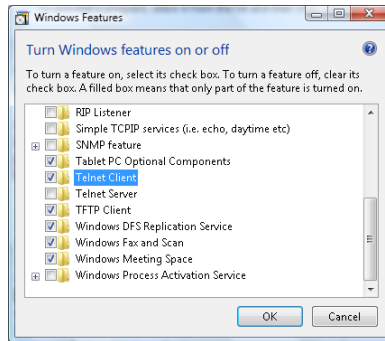 Windows Features
Turn Windows features on or off
To turn a feature on, select its check box. To turn a feature off, clear its
check box. A filled box means that only part of the feature is turned on.
RIP Listener
Simple TCPIP services (i.e. echo, daytime etc)
SNMP feature
Tablet PC Optional Components
Telnet Client
Telnet Server
TFTP Client
Windows DFS Replication Service
Windows Fax and Scan
Windows Meeting Space
Windows Process Activation Service
OK
Cancel